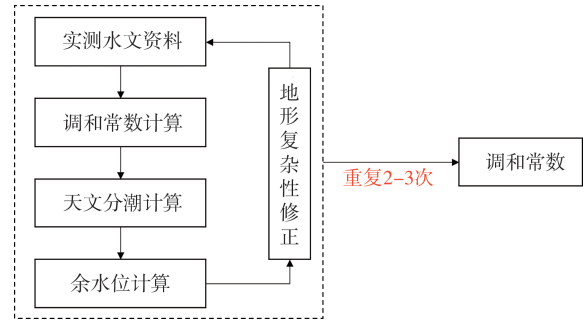 实测水文资料
调和常数计算
天文分潮计算
余水位计算
地形复杂性修正
重复2-3次
调和常数